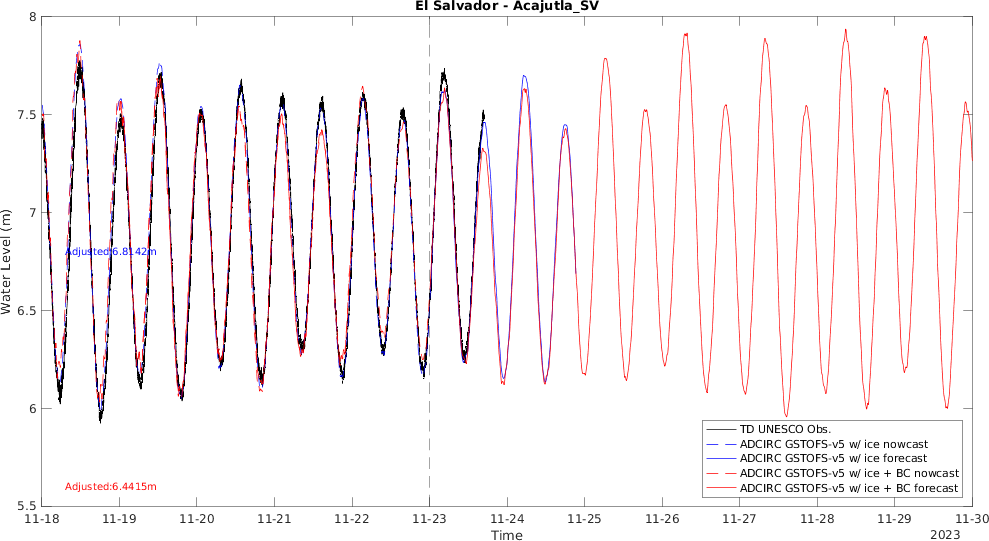 El Salvador - Acajutla_SV
8
7.5
7
6.5
6
5.5
Water Level (m)
Adjusted:6.8142m
Adjusted:6.4415m
TD UNESCO Obs.
ADCIRC GSTOFS-v5 w/ ice nowcast
ADCIRC GSTOFS-v5 w/ ice forecast
ADCIRC GSTOFS-v5 w/ ice + BC nowcast
ADCIRC GSTOFS-v5 w/ ice + BC forecast
11-18 11-19 11-20 11-21 11-22 11-23 11-24 11-25 11-26 11-27 11-28 11-29 11-30
Time
2023